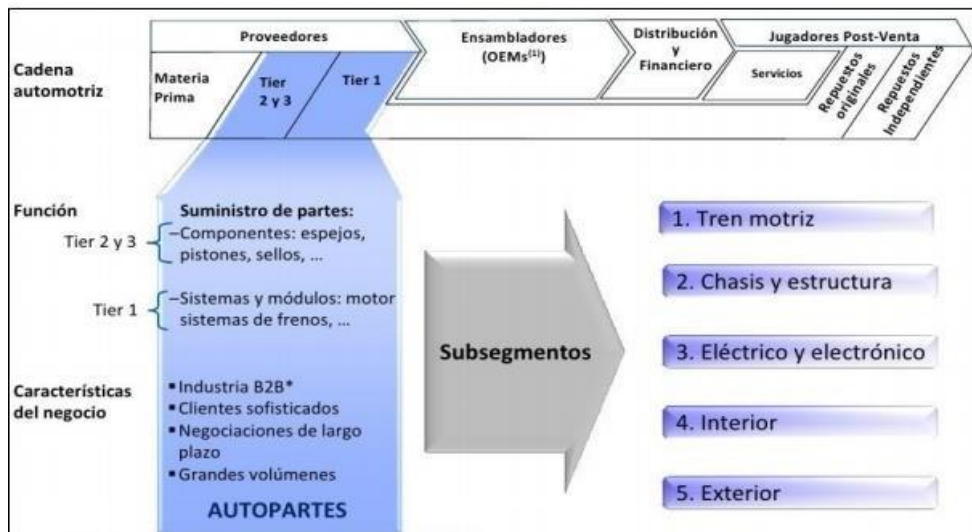 Proveedores
Ensambladores
(OEMs(1))
Distribución
y
Financiero
Jugadores Post-Venta
Cadena
automotriz
Materia
Prima
Tier
2 y 3
Tier 1
Servicios
Repuestos
originales
Repuestos
Independientes
Función
Suministro de partes:
Tier 2 y 3
–Componentes: espejos,
pistones, sellos, ...
Tier 1
–Sistemas y módulos: motor
sistemas de frenos, ...
Características
del negocio
▪ Industria B2B*
▪ Clientes sofisticados
▪ Negociaciones de largo
plazo
▪ Grandes volúmenes
AUTOPARTES
Subsegmentos
1. Tren motriz
2. Chasis y estructura
3. Eléctrico y electrónico
4. Interior
5. Exterior